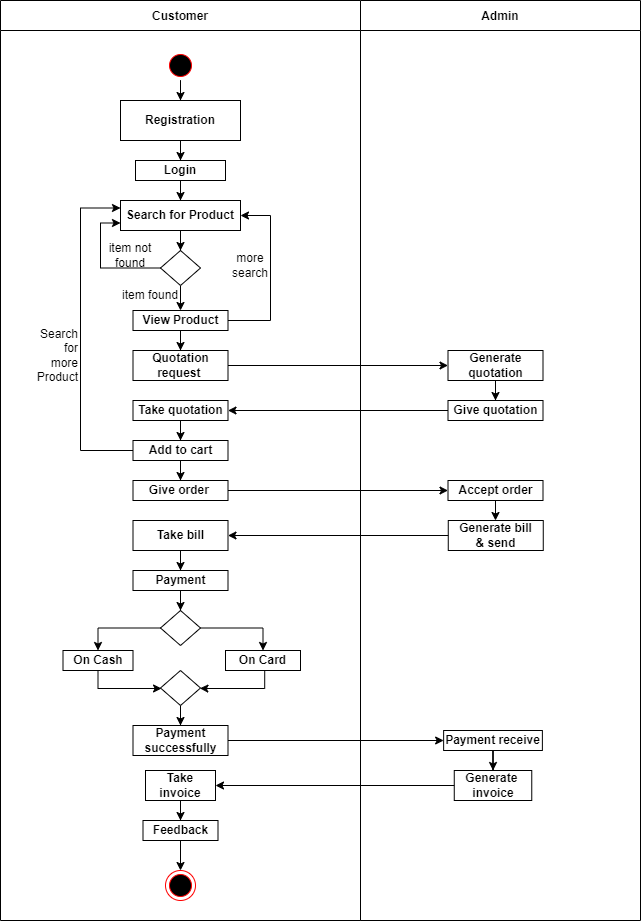 Customer
Admin
Registration
Login
Search for Product
item not
found
more
search
item found
View Product
Search
for
more
Product
Quotation
request
Generate
quotation
Take quotation
Give quotation
Add to cart
Give order
Accept order
Take bill
Generate bill
& send
Payment
On Cash
On Card
Payment
successfully
Payment receive
Take
invoice
Generate
invoice
Feedback